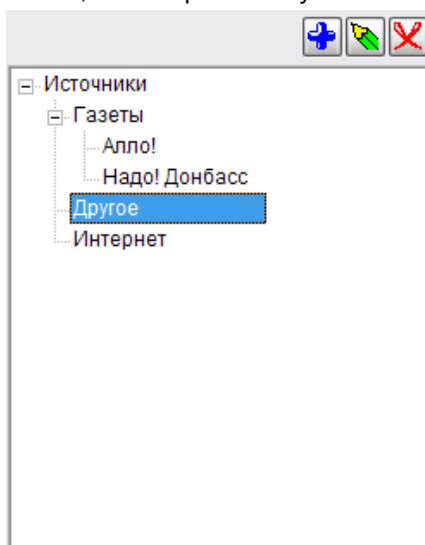 Источники
Газеты
Алло!
Надо! Донбасс
Другое
Интернет